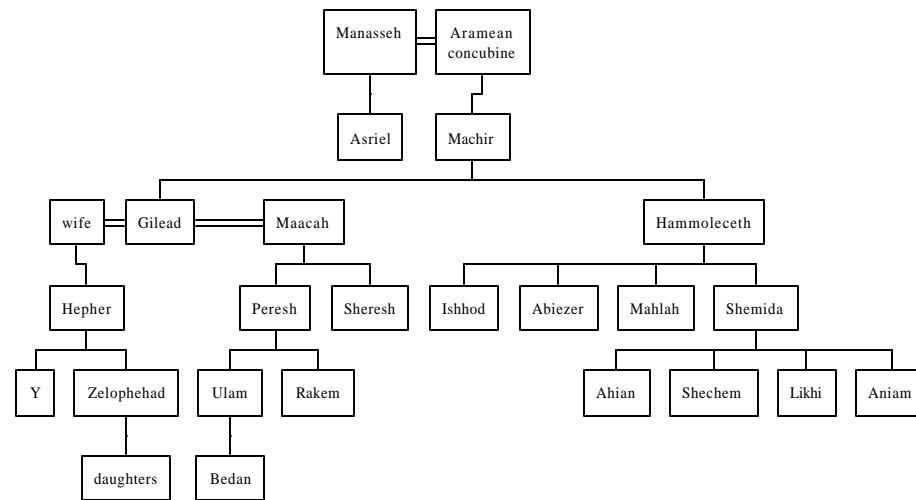 Manasseh
Aramean
concubine
Asriel
Machir
wife
Gilead
Maacah
Hammoleceth
Hepher
Peresh
Sheresh
Ishhod
Abiezer
Mahlah
Shemida
Y
Zelophehad
Ulam
Rakem
Ahian
Shechem
Likhi
Aniam
daughters
Bedan